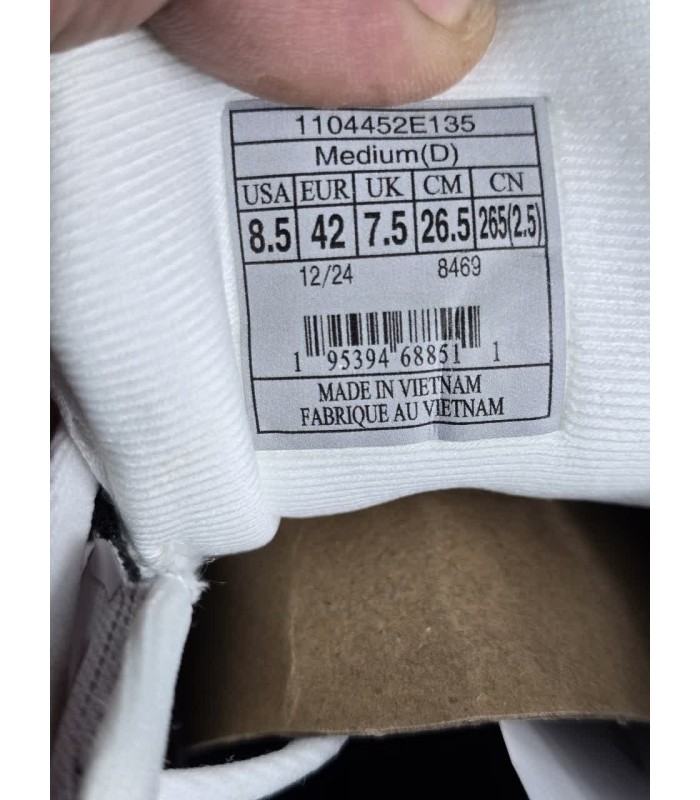 1104452E135
Medium(D)
USA EUR UK CM CN
8.5 42 7.5 26.5 265(2.5)
12/24 8469
1 95394 68851 1
MADE IN VIETNAM
FABRIQUE AU VIETNAM